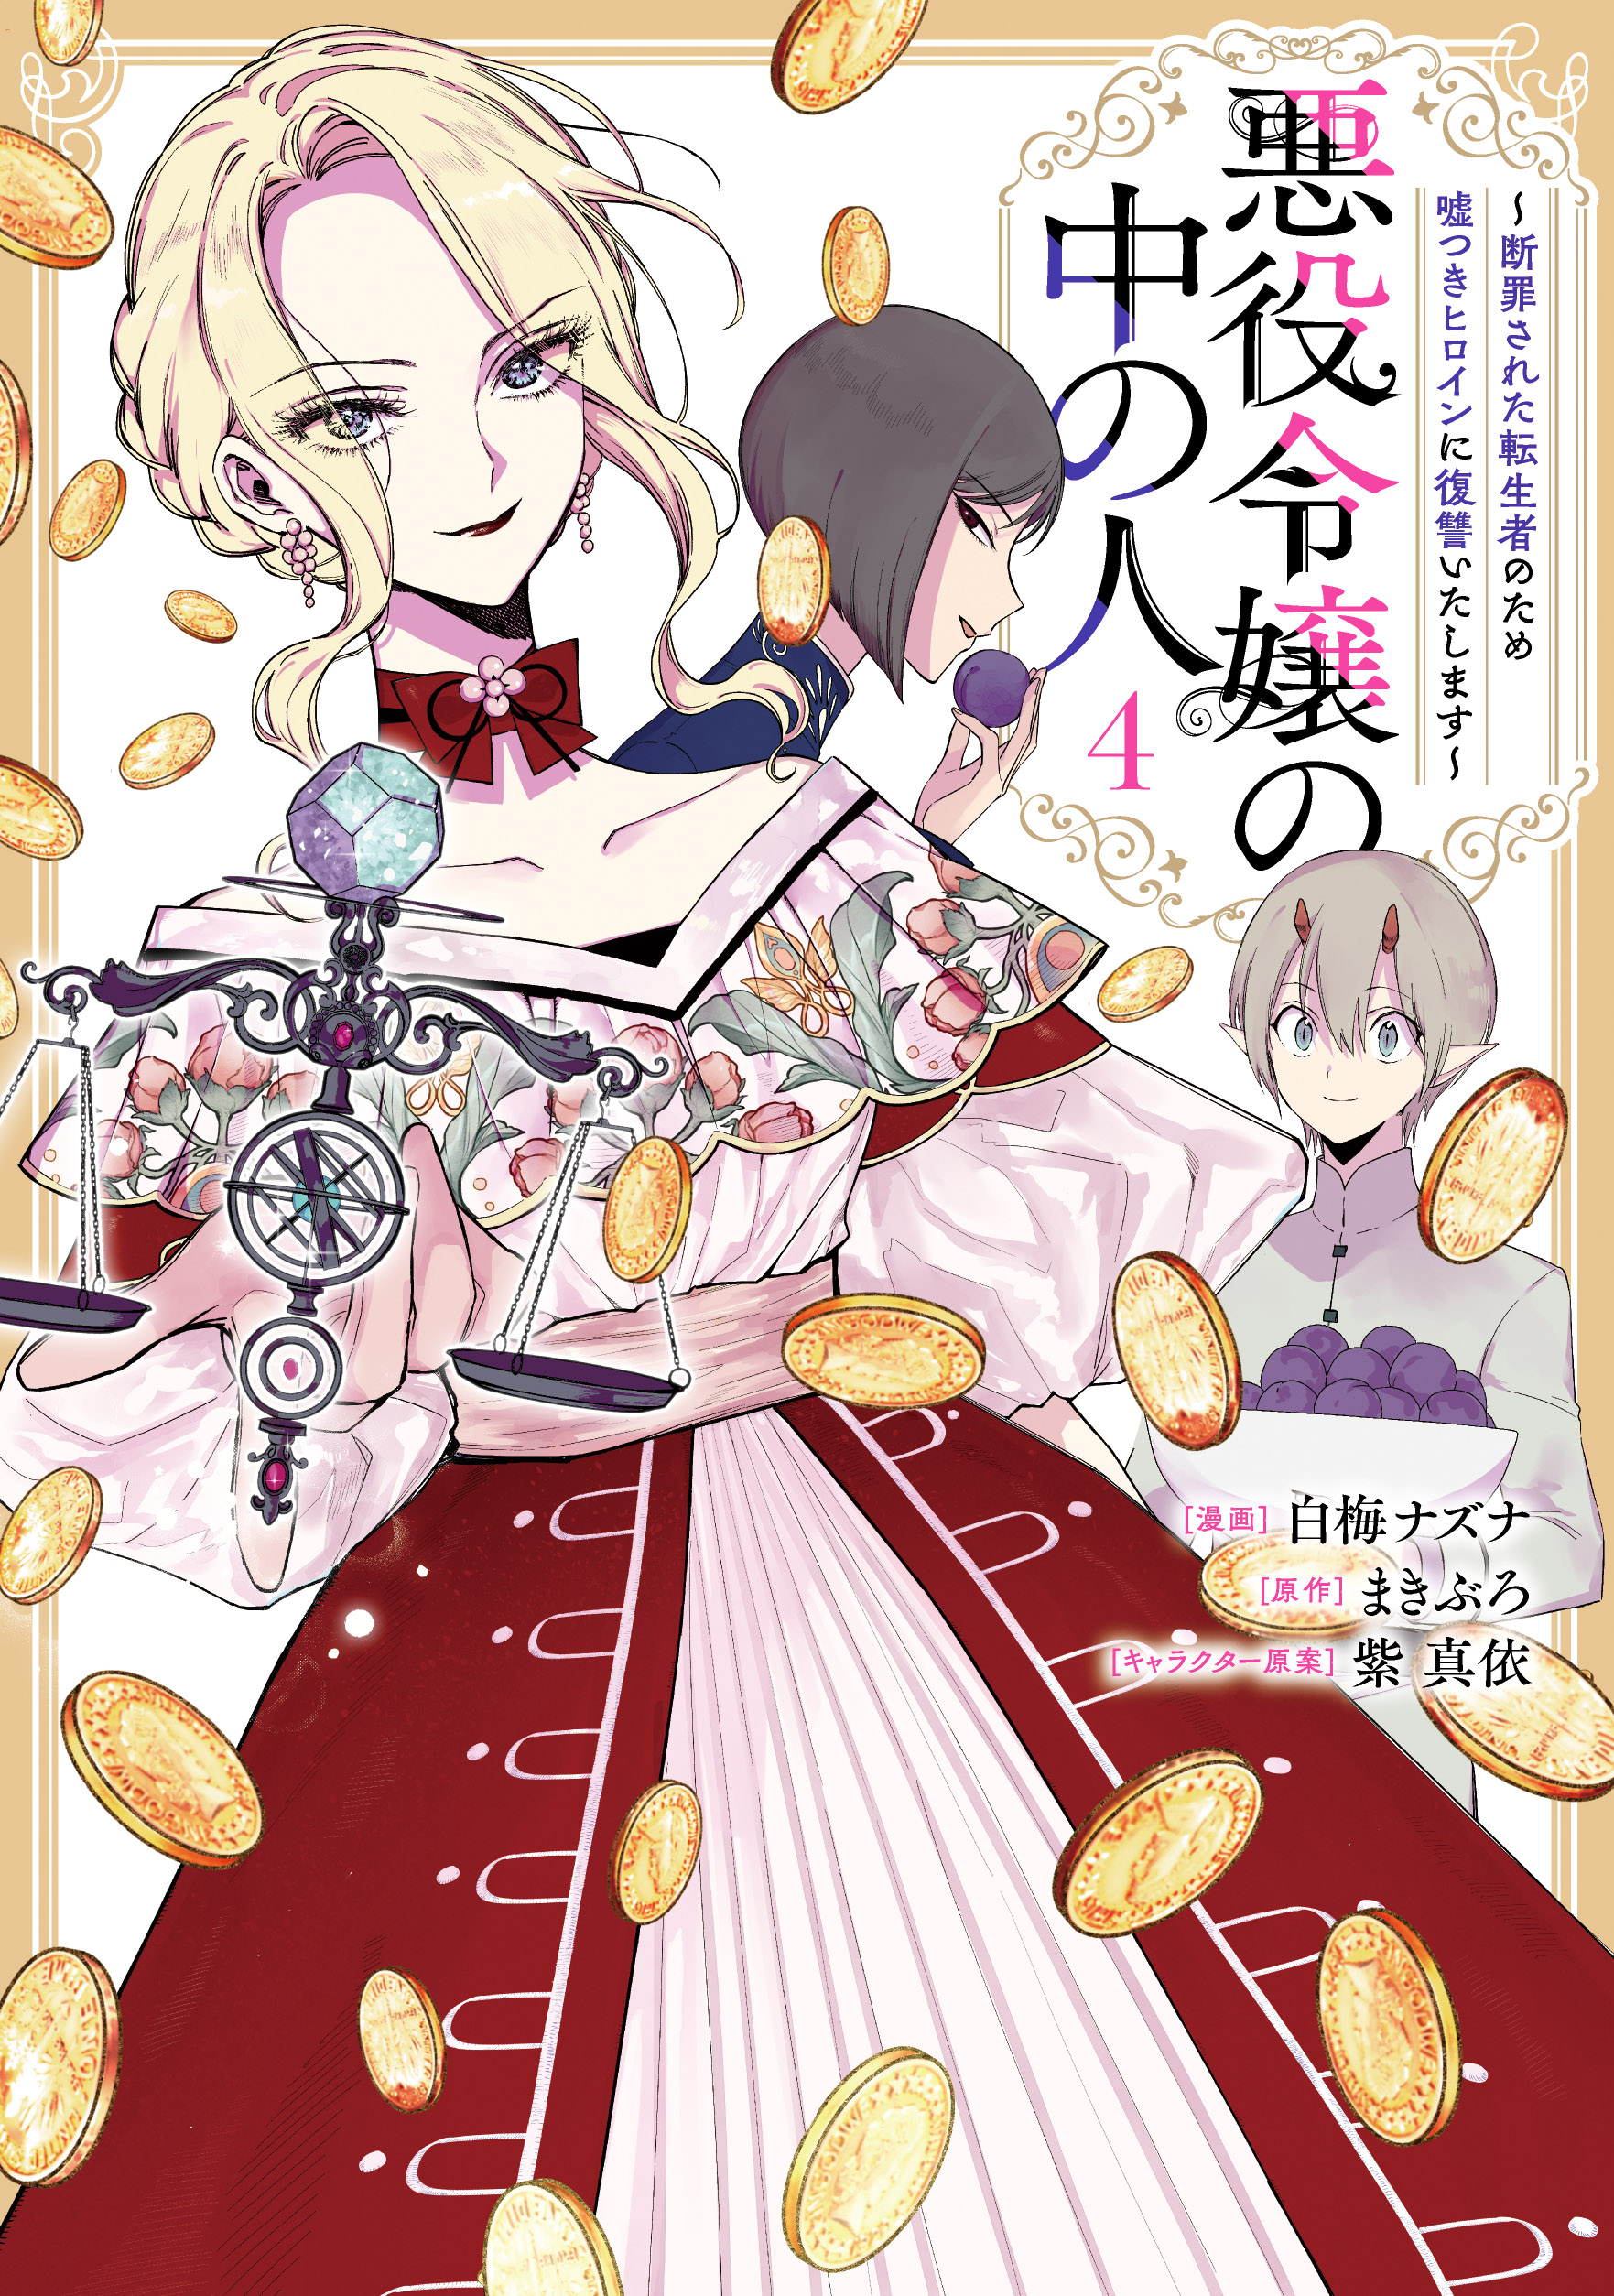 ～断罪された転生者のため
嘘つきヒロインに復讐いたします～
悪役令嬢の
中の人
4
[漫画] 白梅ナズナ
[原作] まきぶろ
[キャラクター原案] 紫 真依